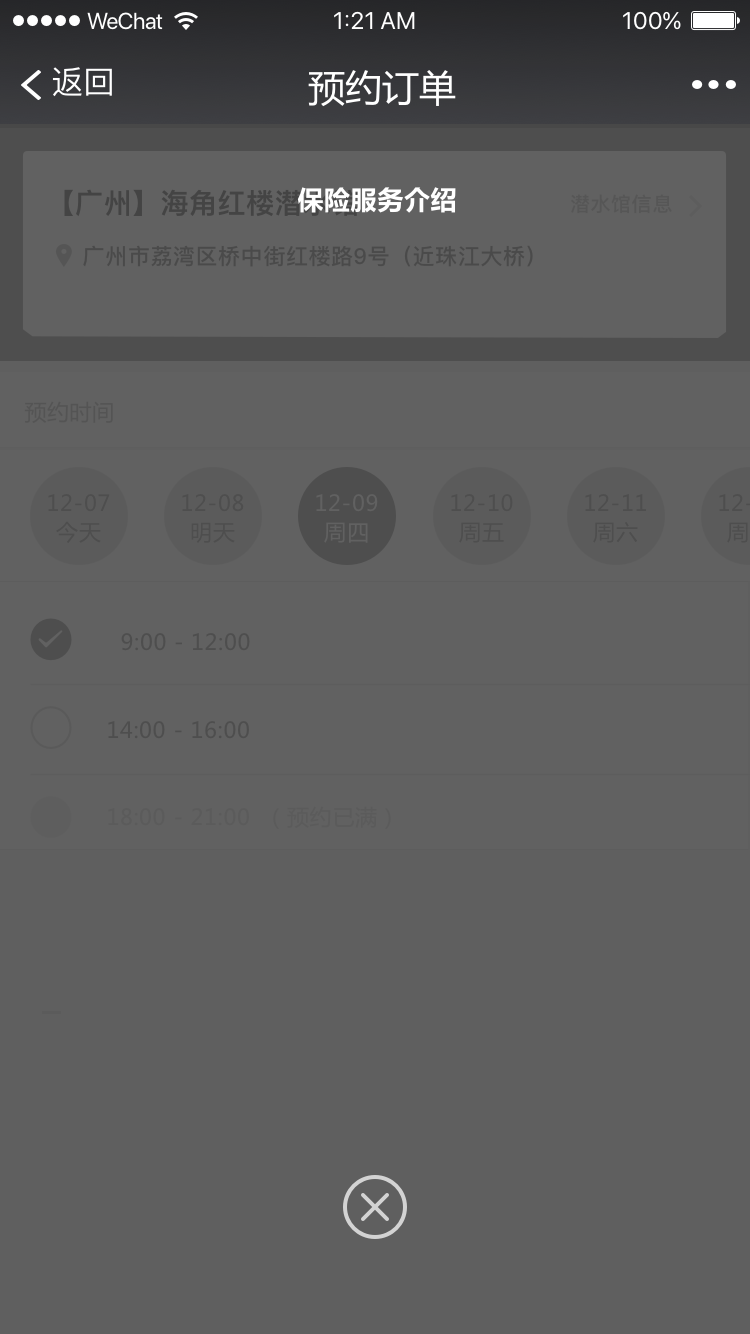 WeChat 1:21 AM 100%
返回 预约订单
【广州】海角红楼潜
保险服务介绍
潜水馆信息
广州市荔湾区桥中街红楼路9号（近珠江大桥）
预约时间
12-07 12-08 12-09 12-10 12-11 12-
今天 明天 周四 周五 周六 周
9:00 - 12:00
14:00 - 16:00
18:00 - 21:00 （预约已满）